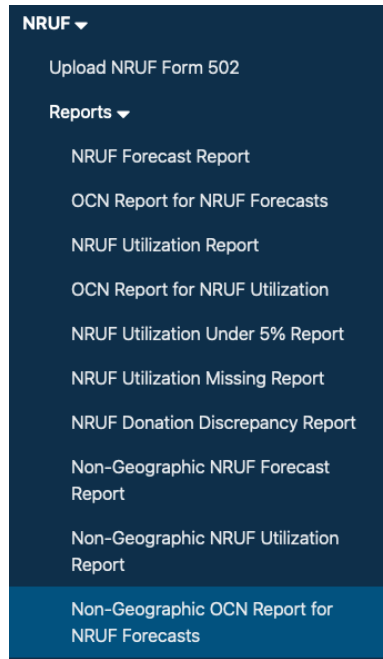 NRUF
Upload NRUF Form 502
Reports
NRUF Forecast Report
OCN Report for NRUF Forecasts
NRUF Utilization Report
OCN Report for NRUF Utilization
NRUF Utilization Under 5% Report
NRUF Utilization Missing Report
NRUF Donation Discrepancy Report
Non-Geographic NRUF Forecast
Report
Non-Geographic NRUF Utilization
Report
Non-Geographic OCN Report for
NRUF Forecasts